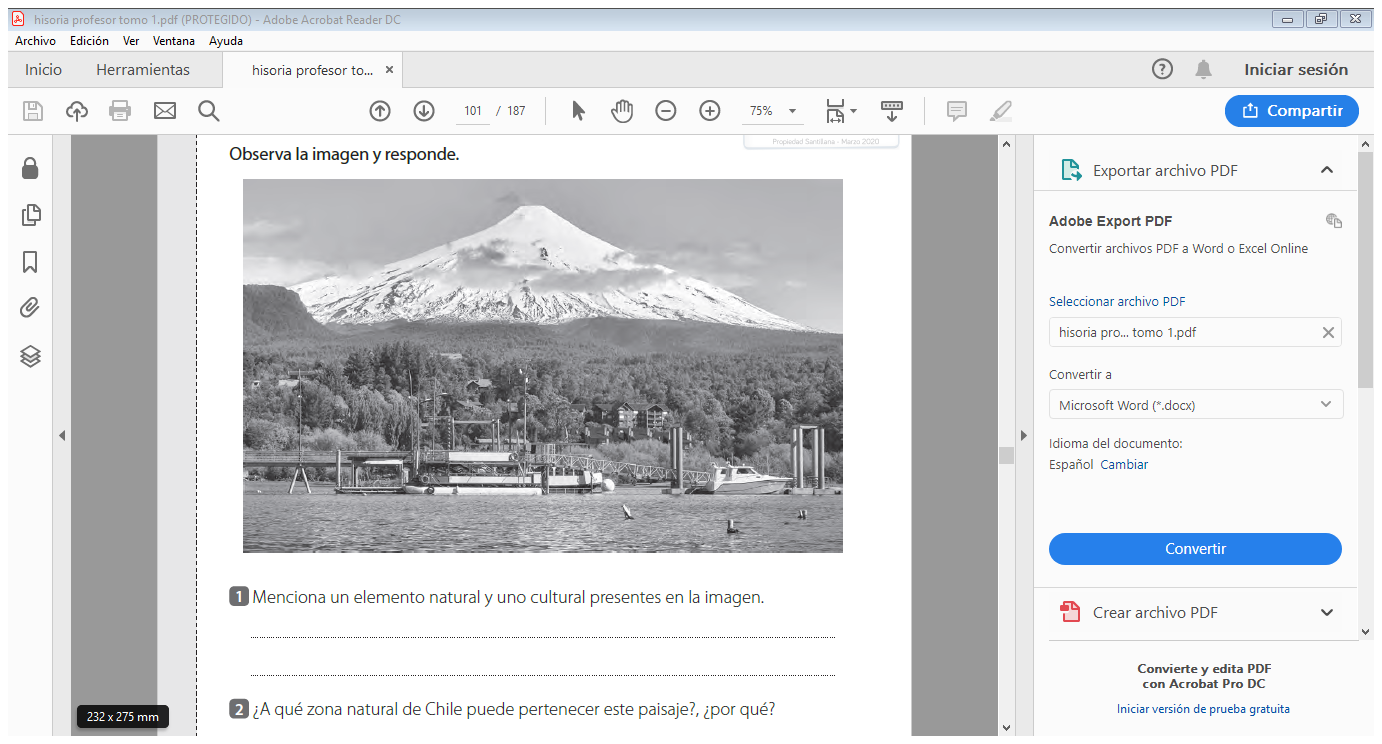 hisoria profesor tomo 1.pdf (PROTEGIDO) - Adobe Acrobat Reader DC
Archivo Edición Ver Ventana Ayuda
Inicio Herramientas hisoria profesor to... ×
? Iniciar sesión
101 / 187
75%
Compartir
Propiedad Santillana - Marzo 2020
Observa la imagen y responde.
1 Menciona un elemento natural y uno cultural presentes en la imagen.
2 ¿A qué zona natural de Chile puede pertenecer este paisaje?, ¿por qué?
232 x 275 mm
Exportar archivo PDF
Adobe Export PDF
Convertir archivos PDF a Word o Excel Online
Seleccionar archivo PDF
hisoria pro... tomo 1.pdf
Convertir a
Microsoft Word (*.docx)
Idioma del documento:
Español Cambiar
Convertir
Crear archivo PDF
Convierte y edita PDF
con Acrobat Pro DC
Iniciar versión de prueba gratuita